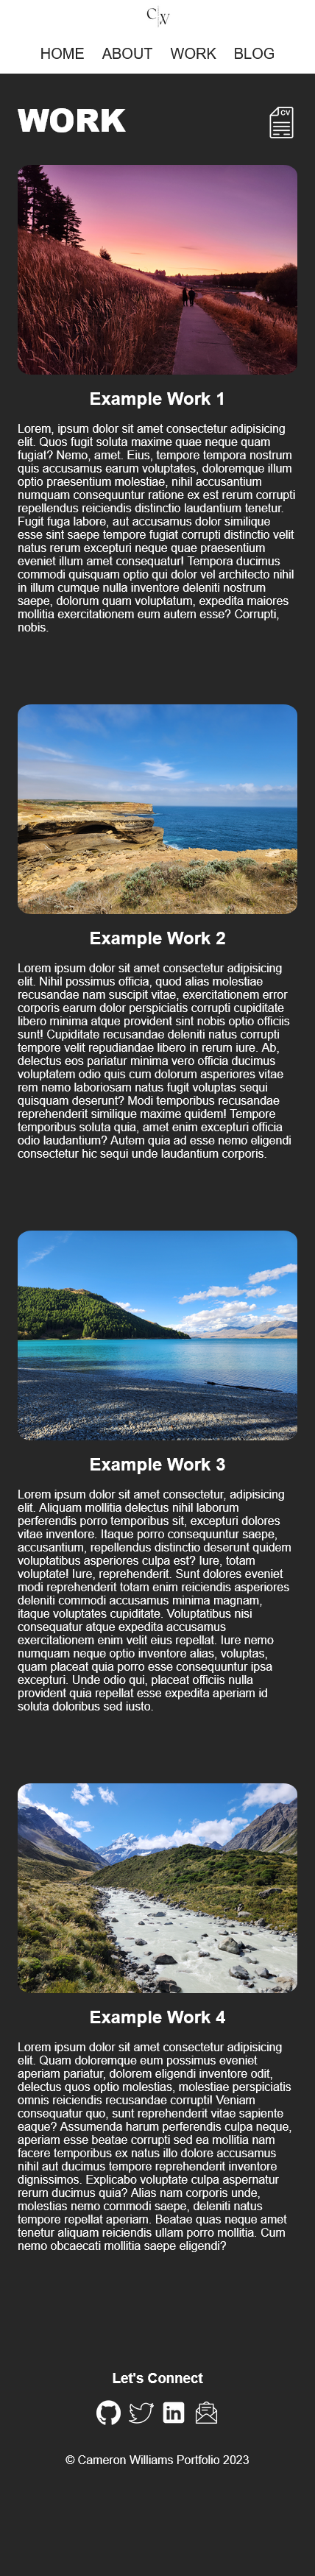 C W
HOME ABOUT WORK BLOG
WORK
CV
Example Work 1
Lorem, ipsum dolor sit amet consectetur adipisicing
elit. Quos fugit soluta maxime quae neque quam
fugiat? Nemo, amet. Eius, tempore tempora nostrum
quis accusamus earum voluptates, doloremque illum
optio praesentium molestiae, nihil accusantium
numquam consequuntur ratione ex est rerum corrupti
repellendus reiciendis distinctio laudantium tenetur.
Fugit fuga labore, aut accusamus dolor similique
esse sint saepe tempore fugiat corrupti distinctio velit
natus rerum excepturi neque quae praesentium
eveniet illum amet consequatur! Tempora ducimus
commodi quisquam optio qui dolor vel architecto nihil
in illum cumque nulla inventore deleniti nostrum
saepe, dolorum quam voluptatum, expedita maiores
mollitia exercitationem eum autem esse? Corrupti,
nobis.
Example Work 2
Lorem ipsum dolor sit amet consectetur adipisicing
elit. Nihil possimus officia, quod alias molestiae
recusandae nam suscipit vitae, exercitationem error
corporis earum dolor perspiciatis corrupti cupiditate
libero minima atque provident sint nobis optio officiis
sunt! Cupiditate recusandae deleniti natus corrupti
tempore velit repudiandae libero in rerum iure. Ab,
delectus eos pariatur minima vero officia ducimus
voluptatem odio quis cum dolorum asperiores vitae
rem nemo laboriosam natus fugit voluptas sequi
quisquam deserunt? Modi temporibus recusandae
reprehenderit similique maxime quidem! Tempore
temporibus soluta quia, amet enim excepturi officia
odio laudantium? Autem quia ad esse nemo eligendi
consectetur hic sequi unde laudantium corporis.
Example Work 3
Lorem ipsum dolor sit amet consectetur, adipisicing
elit. Aliquam mollitia delectus nihil laborum
perferendis porro temporibus sit, excepturi dolores
vitae inventore. Itaque porro consequuntur saepe,
accusantium, repellendus distinctio deserunt quidem
voluptatibus asperiores culpa est? Iure, totam
voluptate! Iure, reprehenderit. Sunt dolores eveniet
modi reprehenderit totam enim reiciendis asperiores
deleniti commodi accusamus minima magnam,
itaque voluptates cupiditate. Voluptatibus nisi
consequatur atque expedita accusamus
exercitationem enim velit eius repellat. Iure nemo
numquam neque optio inventore alias, voluptas,
quam placeat quia porro esse consequuntur ipsa
excepturi. Unde odio qui, placeat officiis nulla
provident quia repellat esse expedita aperiam id
soluta doloribus sed iusto.
Example Work 4
Lorem ipsum dolor sit amet consectetur adipisicing
elit. Quam doloremque eum possimus eveniet
aperiam pariatur, dolorem eligendi inventore odit,
delectus quos optio molestias, molestiae perspiciatis
omnis reiciendis recusandae corrupti! Veniam
consequatur quo, sunt reprehenderit vitae sapiente
eaque? Assumenda harum perferendis culpa neque,
aperiam esse beatae corrupti sed ea mollitia nam
facere temporibus ex natus illo dolore accusamus
nihil aut ducimus tempore reprehenderit inventore
dignissimos. Explicabo voluptate culpa aspernatur
rerum ducimus quia? Alias nam corporis unde,
molestias nemo commodi saepe, deleniti natus
tempore repellat aperiam. Beatae quas neque amet
tenetur aliquam reiciendis ullam porro mollitia. Cum
nemo obcaecati mollitia saepe eligendi?
Let's Connect
in
© Cameron Williams Portfolio 2023